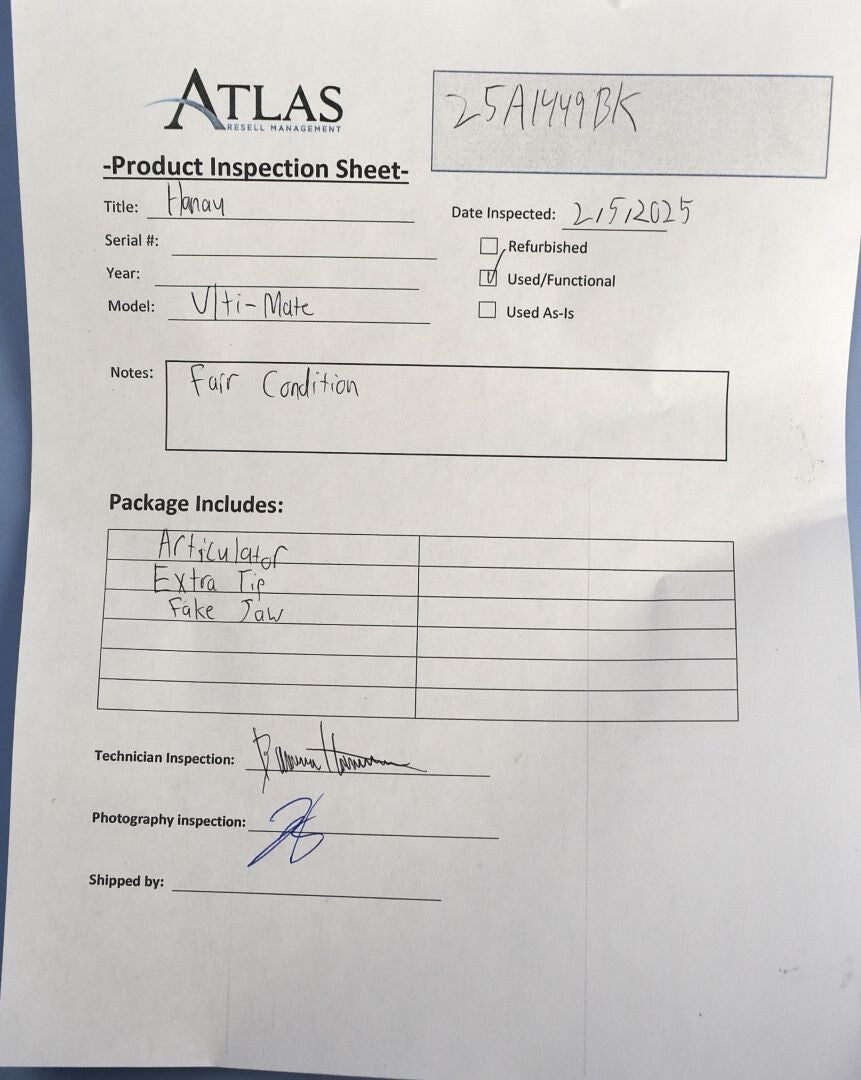 ATLAS
RESELL MANAGEMENT
25A1449BK
-Product Inspection Sheet-
Title: Hanau
Date Inspected: 2/5/2025
Serial #:
Refurbished
Year:
Used/Functional
Model: Ulti-Mate
Used As-Is
Notes: Fair Condition
Package Includes:
Articulator
Extra Tip
Fake Jaw
Technician Inspection:
Photography inspection:
Shipped by: